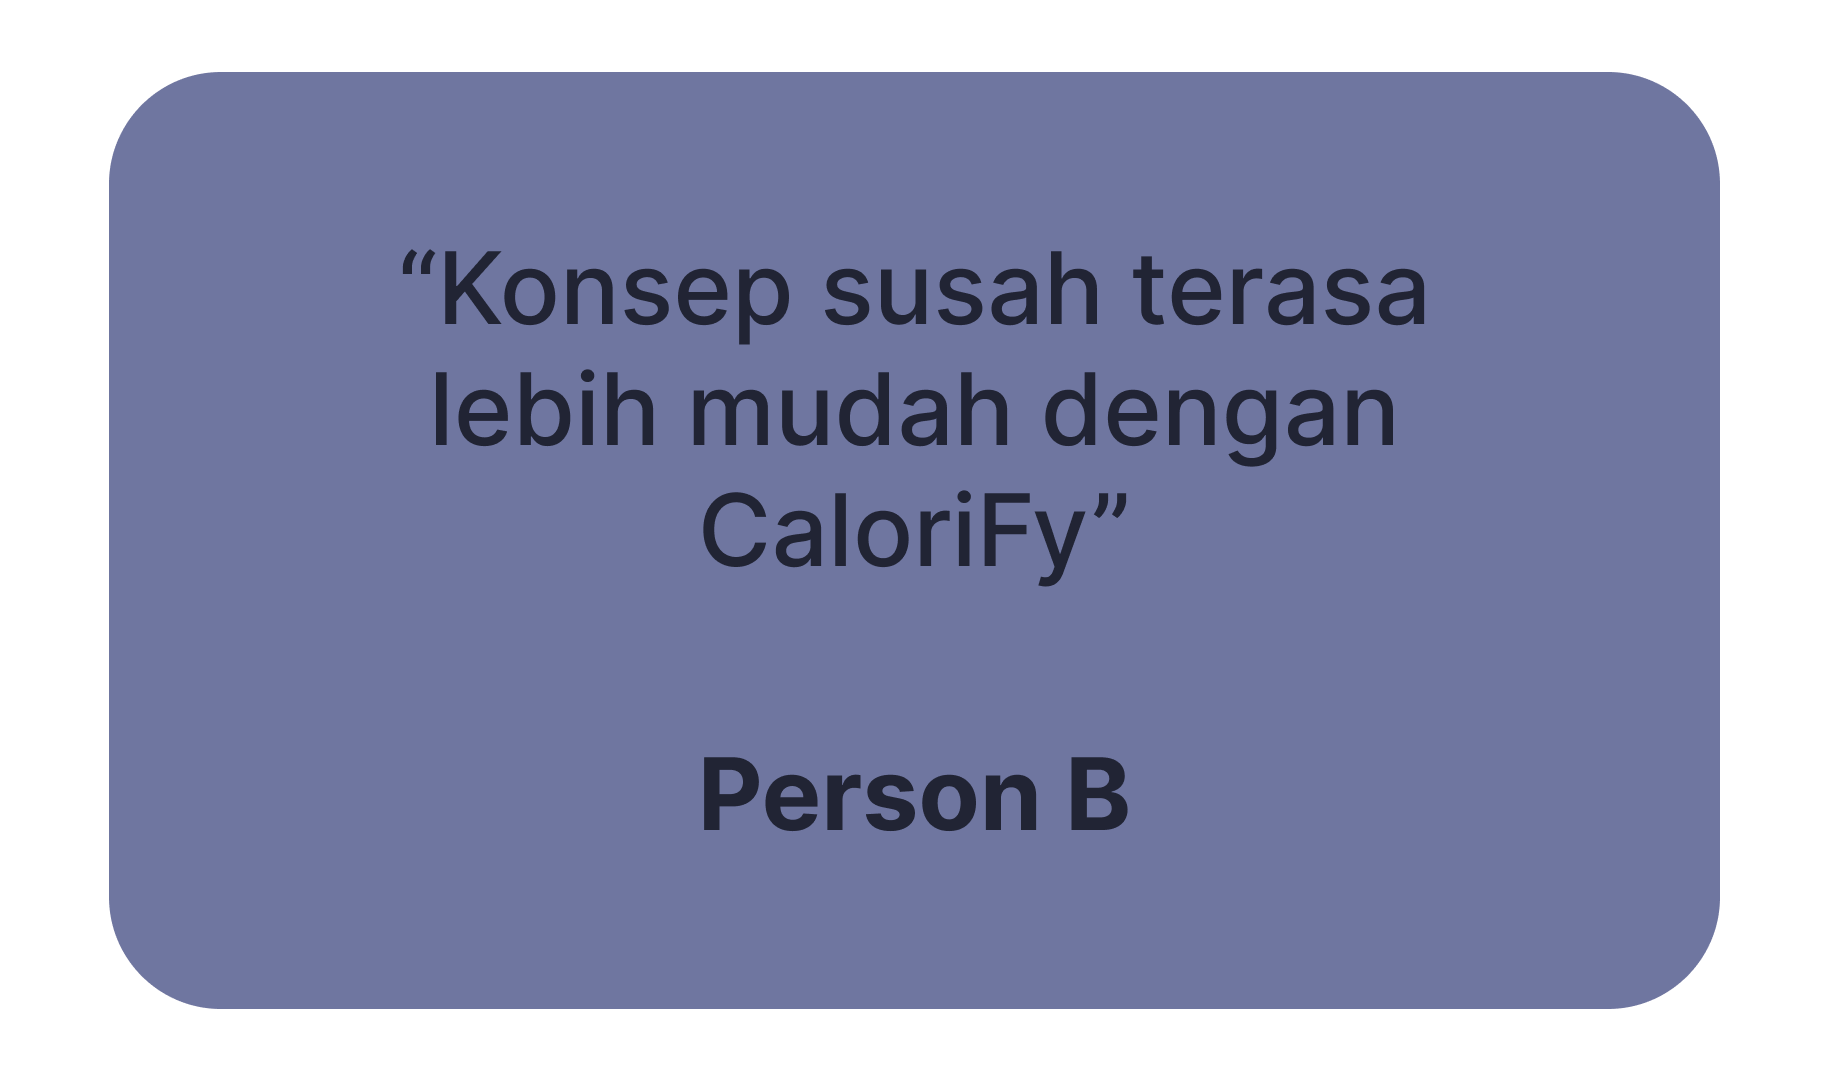 “Konsep susah terasa
lebih mudah dengan
CaloriFy”
Person B